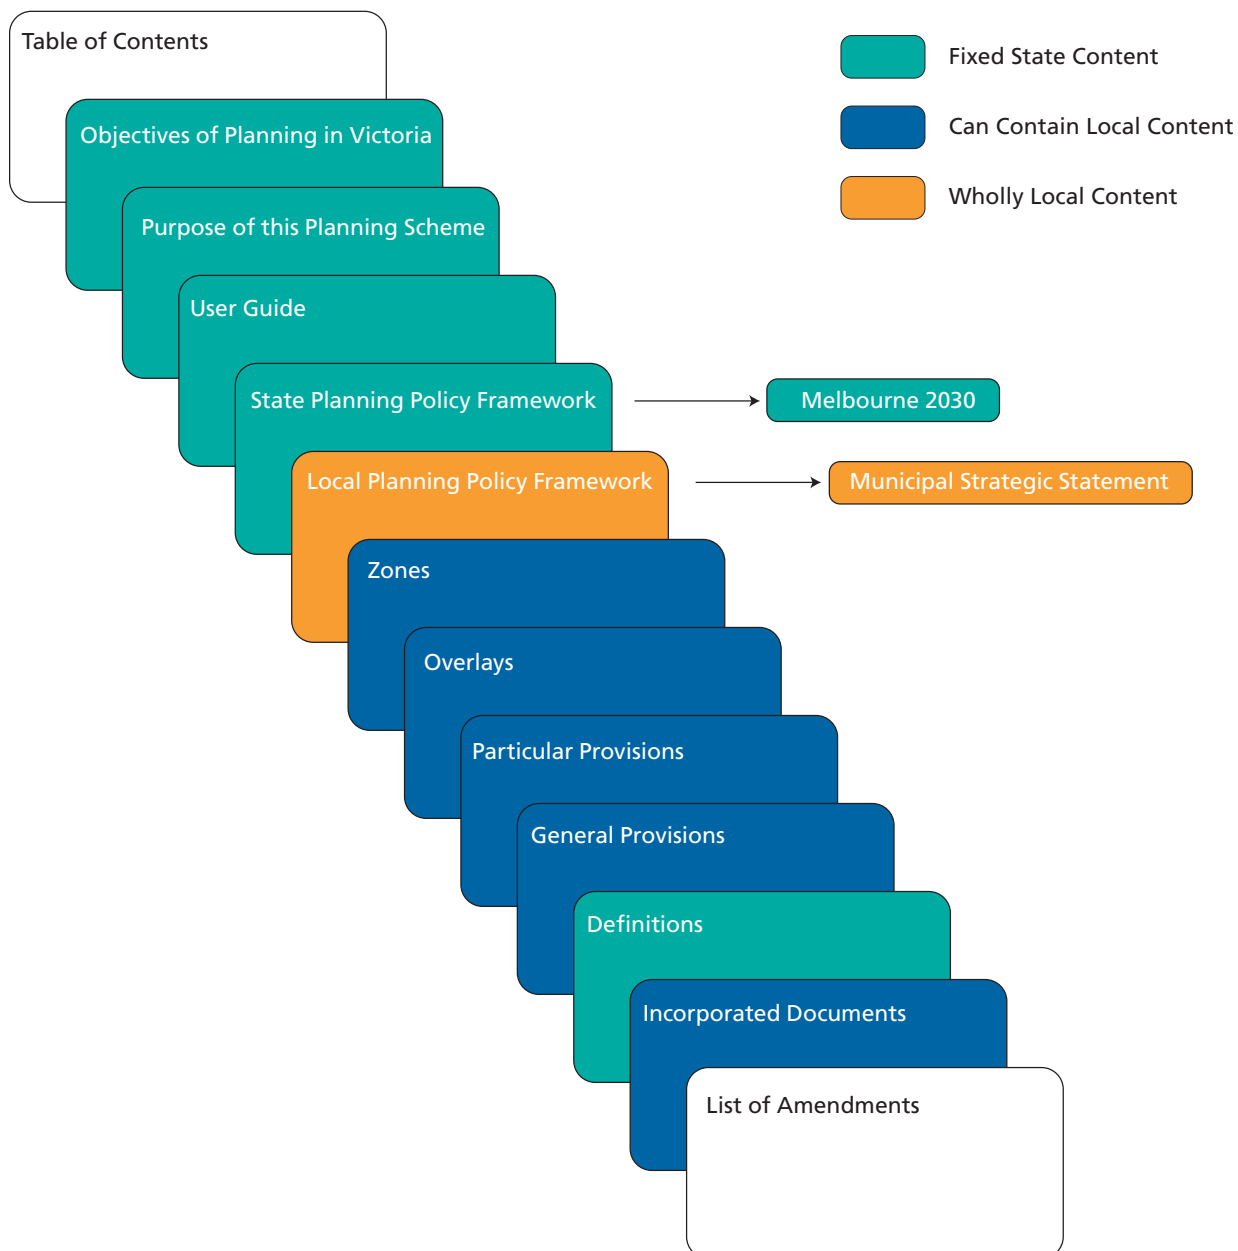 Table of Contents
Fixed State Content
Can Contain Local Content
Wholly Local Content
Objectives of Planning in Victoria
Purpose of this Planning Scheme
User Guide
State Planning Policy Framework
Melbourne 2030
Local Planning Policy Framework
Municipal Strategic Statement
Zones
Overlays
Particular Provisions
General Provisions
Definitions
Incorporated Documents
List of Amendments